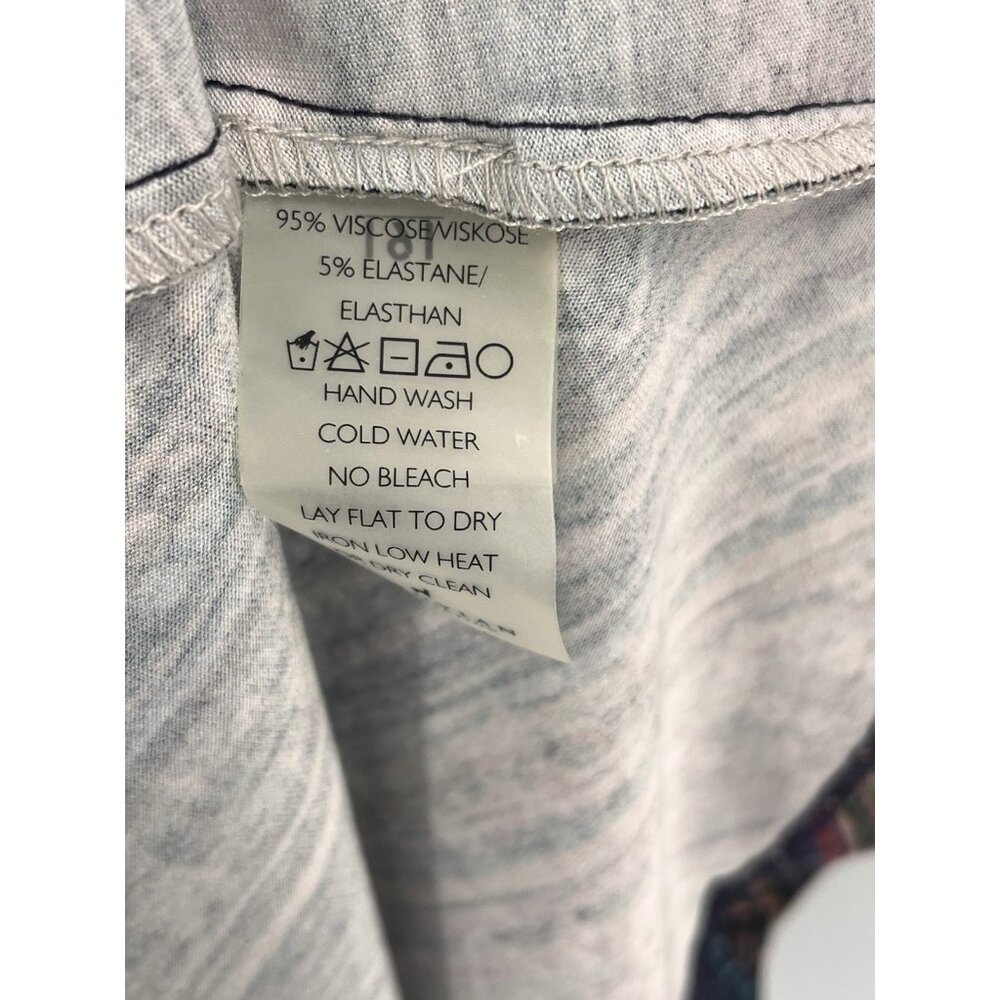 95% VISCOSE/VISKOSE
5% ELASTANE/
ELASTHAN
HAND WASH
COLD WATER
NO BLEACH
LAY FLAT TO DRY
IRON LOW HEAT
OR DRY CLEAN